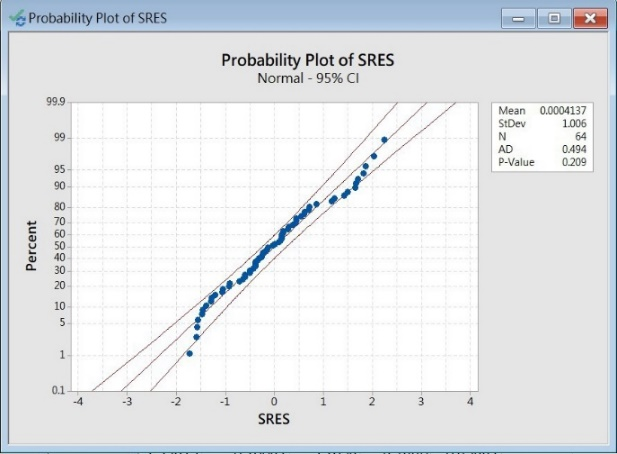 Probability Plot of SRES
Probability Plot of SRES
Normal - 95% CI
Mean 0.0004137
StDev 1.006
N 64
AD 0.494
P-Value 0.209
Percent
99.9
99
95
90
80
70
60
50
40
30
20
10
5
1
0.1
-4 -3 -2 -1 0 1 2 3 4
SRES